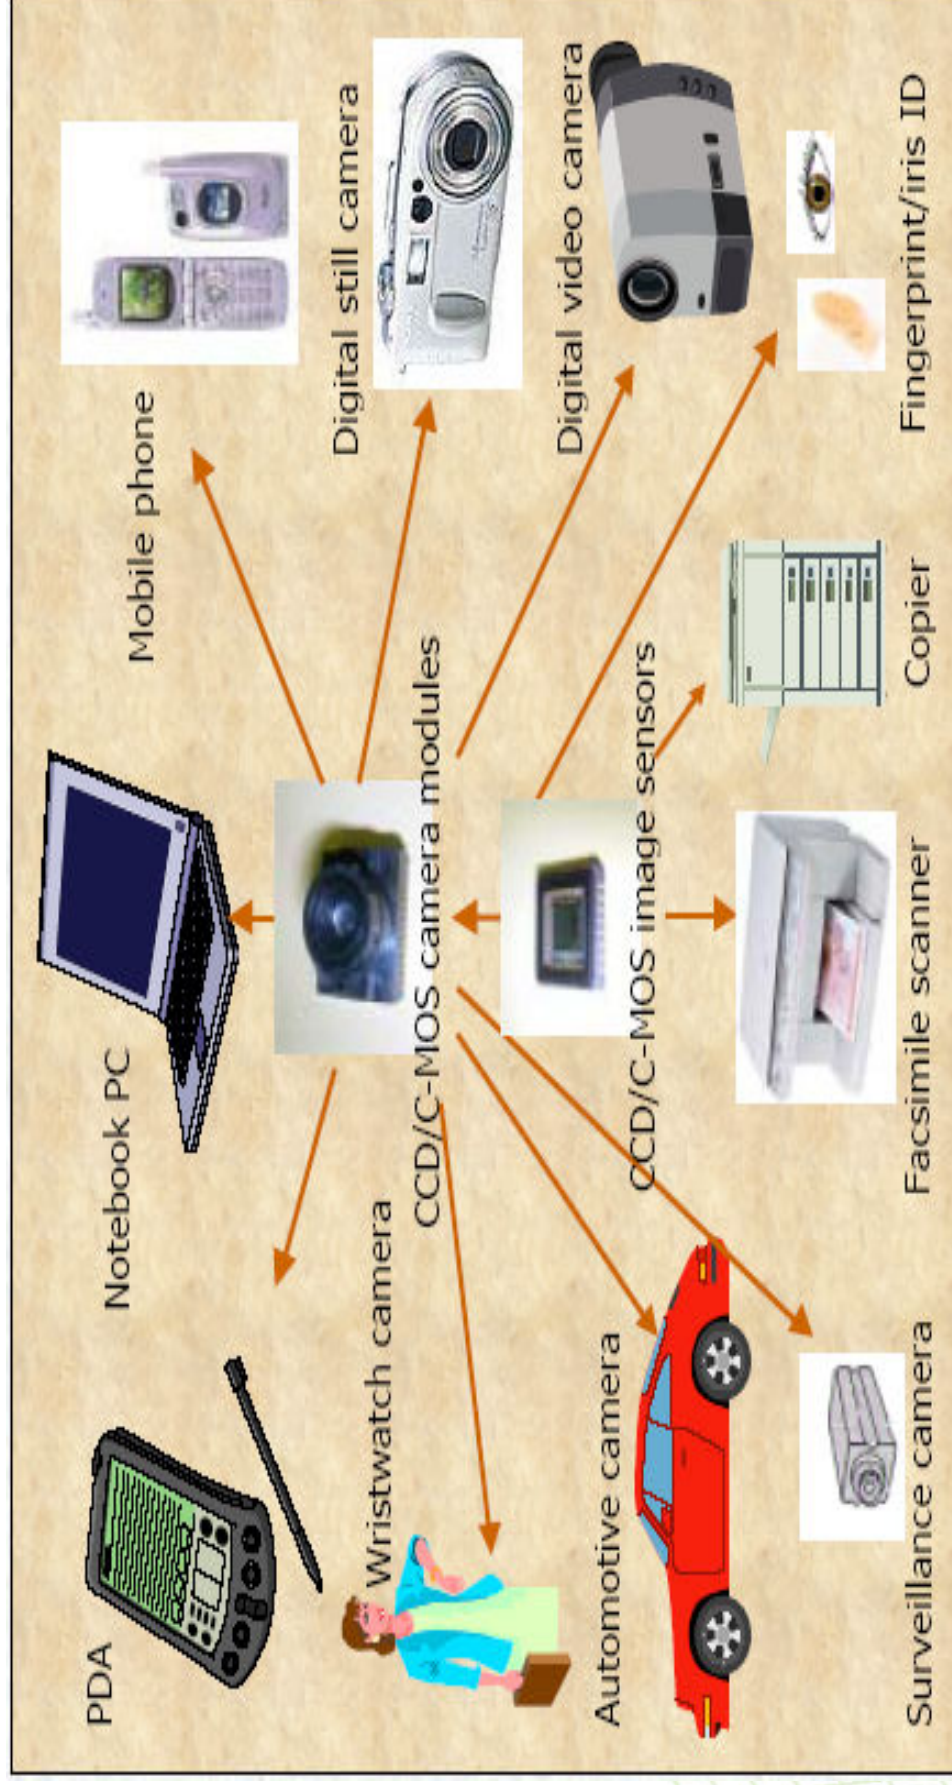 PDA
Notebook PC
Mobile phone
Wristwatch camera
Digital still camera
CCD/C-MOS camera modules
Automotive camera
Digital video camera
CCD/C-MOS image sensors
Surveillance camera
Facsimile scanner
Copier
Fingerprint/iris ID